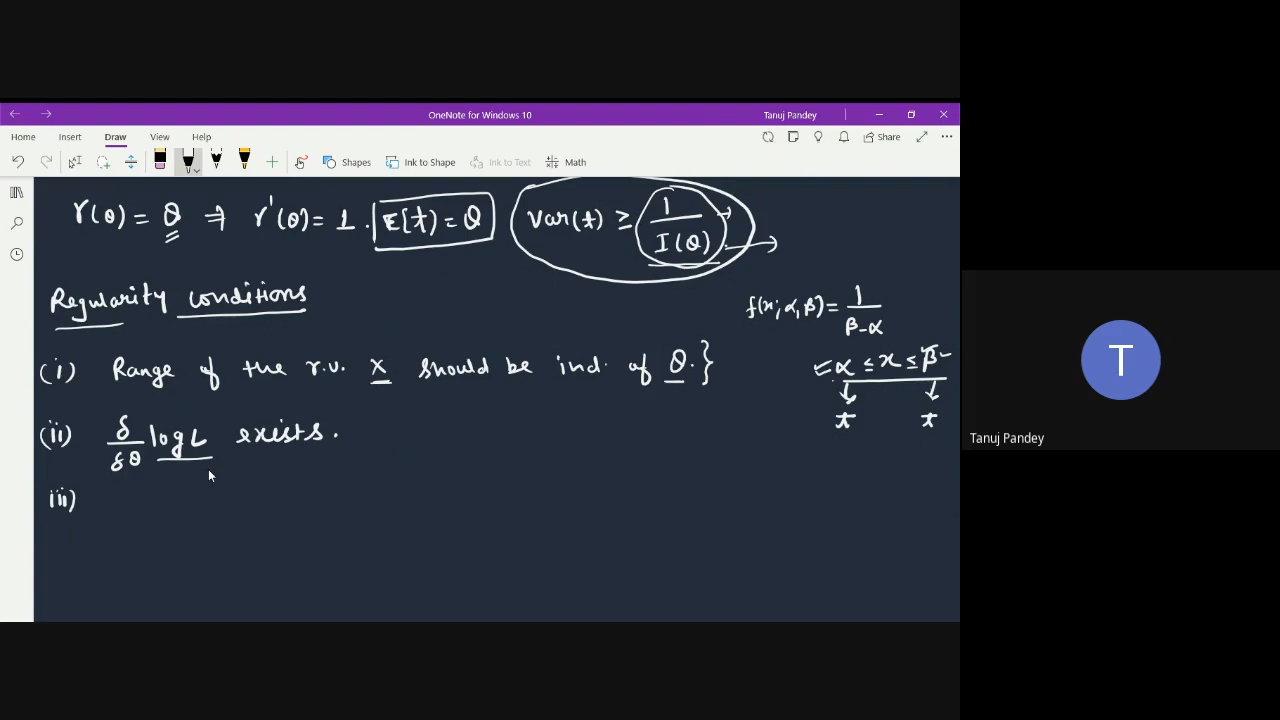 OneNote for Windows 10
Tanuj Pandey
Home Insert Draw View Help
Share
Shapes Ink to Shape Ink to Text Math
γ(θ) = θ ⇒ γ'(θ) = 1. E[t] = θ Var(t) ≥ 1/I(θ) →
Regularity conditions
f(x; α, β) = 1/β-α
(i) Range of the r.v. X should be ind. of θ.}
α ≤ x ≤ β
(ii) δ/δθ log L exists.
iii)
T
Tanuj Pandey